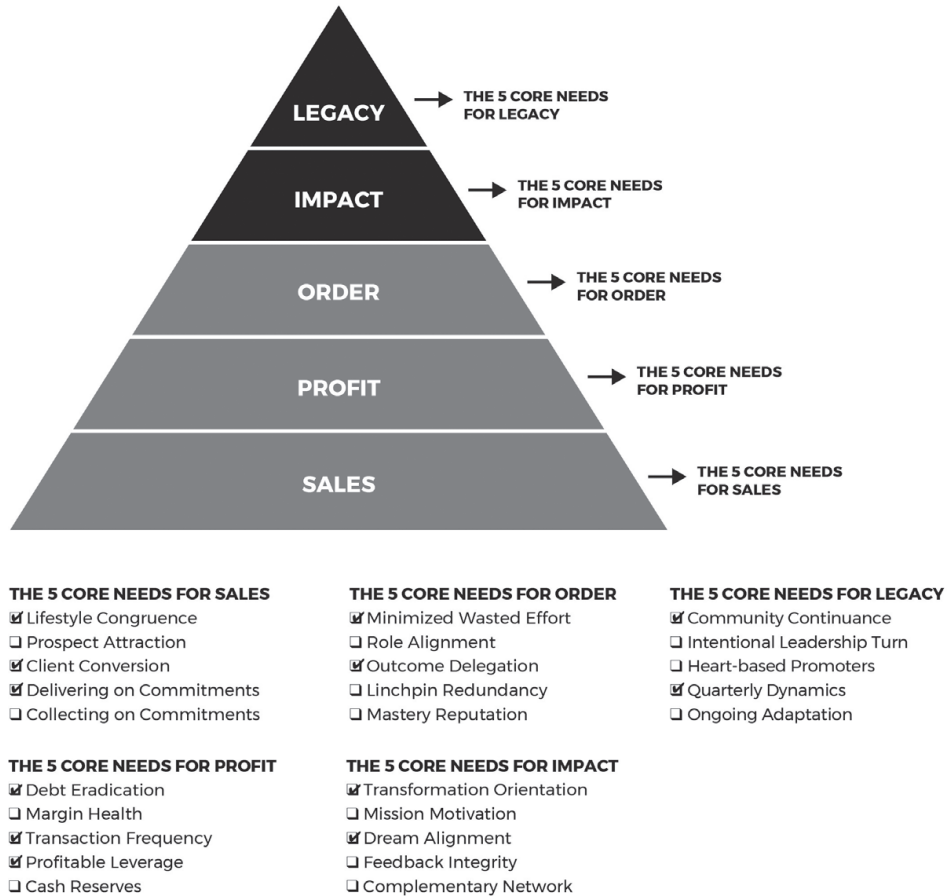 LEGACY
THE 5 CORE NEEDS
FOR LEGACY
IMPACT
THE 5 CORE NEEDS
FOR IMPACT
ORDER
THE 5 CORE NEEDS
FOR ORDER
PROFIT
THE 5 CORE NEEDS
FOR PROFIT
SALES
THE 5 CORE NEEDS
FOR SALES
THE 5 CORE NEEDS FOR SALES
☑ Lifestyle Congruence
☐ Prospect Attraction
☑ Client Conversion
☑ Delivering on Commitments
☐ Collecting on Commitments
THE 5 CORE NEEDS FOR ORDER
☑ Minimized Wasted Effort
☐ Role Alignment
☑ Outcome Delegation
☐ Linchpin Redundancy
☐ Mastery Reputation
THE 5 CORE NEEDS FOR LEGACY
☑ Community Continuance
☐ Intentional Leadership Turn
☐ Heart-based Promoters
☑ Quarterly Dynamics
☐ Ongoing Adaptation
THE 5 CORE NEEDS FOR PROFIT
☑ Debt Eradication
☐ Margin Health
☑ Transaction Frequency
☑ Profitable Leverage
☐ Cash Reserves
THE 5 CORE NEEDS FOR IMPACT
☑ Transformation Orientation
☐ Mission Motivation
☑ Dream Alignment
☐ Feedback Integrity
☐ Complementary Network